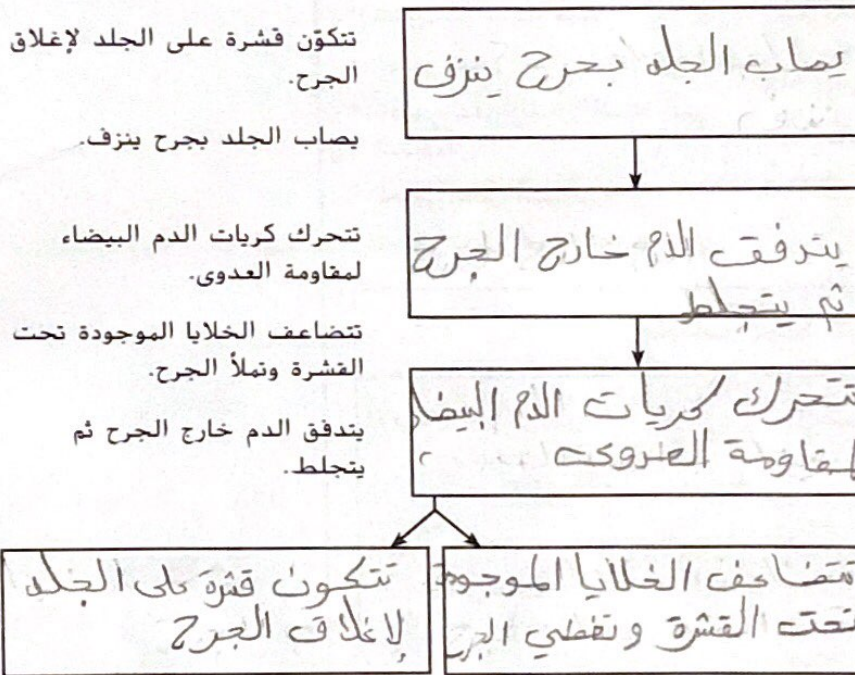 تتكوّن قشرة على الجلد لإغلاق
الجرح.
يصاب الجلد بجرح ينزف.
تتحرك كريات الدم البيضاء
لمقاومة العدوى.
تتضاعف الخلايا الموجودة تحت
القشرة وتملأ الجرح.
يتدفق الدم خارج الجرح ثم
يتجلط.
يصاب الجلد بجرح ينزف
يتدفق الدم خارج الجرح
ثم يتجلط
تتحرك كريات الدم البيضا
لمقاومة العدوى
تتضاعف الخلايا الموجودة
تحت القشرة وتغطي الجرح
تتكون قشرة على الجلد
لإغلاق الجرح